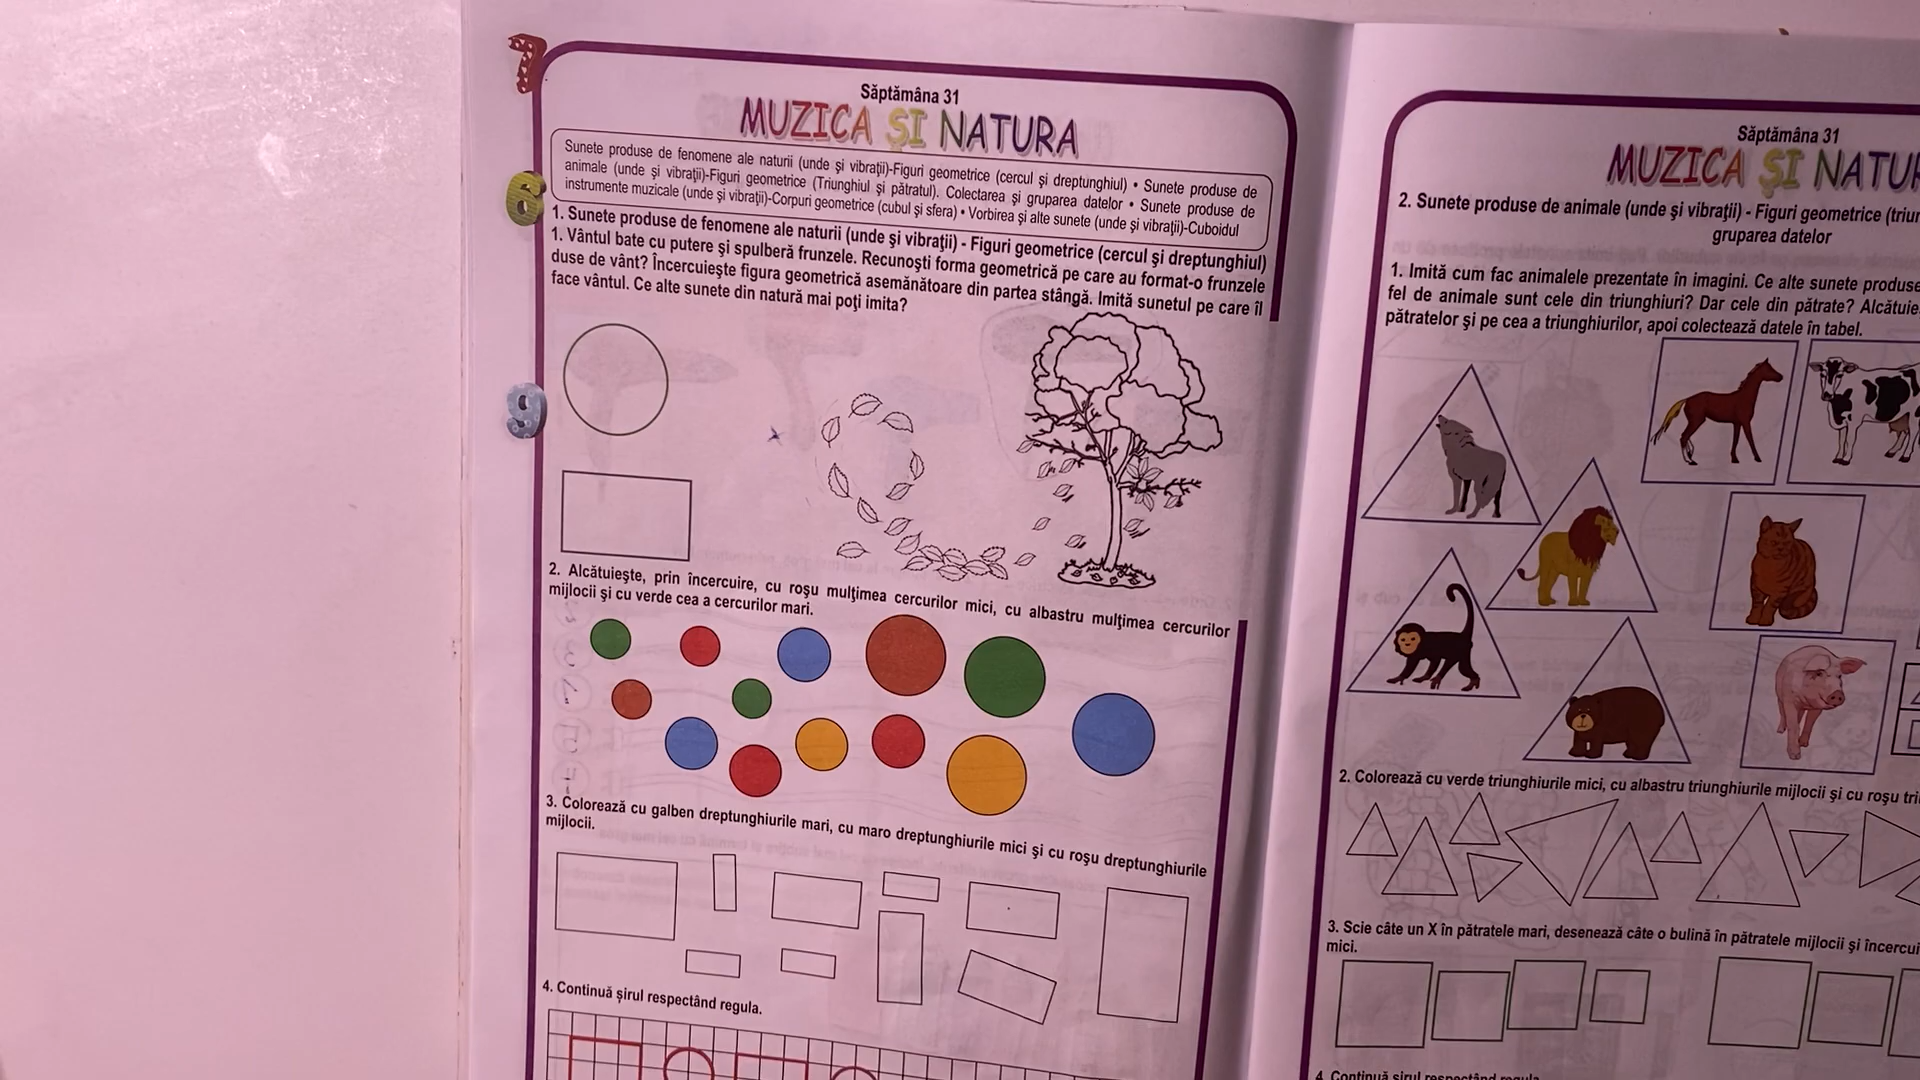 7
Săptămâna 31
MUZICA ŞI NATURA
Sunete produse de fenomene ale naturii (unde şi vibraţii)-Figuri geometrice (cercul şi dreptunghiul) • Sunete produse de
animale (unde şi vibraţii)-Figuri geometrice (Triunghiul şi pătratul). Colectarea şi gruparea datelor • Sunete produse de
instrumente muzicale (unde şi vibraţii)-Corpuri geometrice (cubul şi sfera) • Vorbirea şi alte sunete (unde şi vibraţii)-Cuboidul
6
1. Sunete produse de fenomene ale naturii (unde şi vibraţii) - Figuri geometrice (cercul şi dreptunghiul)
1. Vântul bate cu putere şi spulberă frunzele. Recunoşti forma geometrică pe care au format-o frunzele
duse de vânt? Încercuieşte figura geometrică asemănătoare din partea stângă. Imită sunetul pe care îl
face vântul. Ce alte sunete din natură mai poţi imita?
9
2. Alcătuieşte, prin încercuire, cu roşu mulţimea cercurilor mici, cu albastru mulţimea cercurilor
mijlocii şi cu verde cea a cercurilor mari.
3. Colorează cu galben dreptunghiurile mari, cu maro dreptunghiurile mici şi cu roşu dreptunghiurile
mijlocii.
4. Continuă şirul respectând regula.
Săptămâna 31
MUZICA ŞI NATUR
2. Sunete produse de animale (unde şi vibraţii) - Figuri geometrice (triun
gruparea datelor
1. Imită cum fac animalele prezentate în imagini. Ce alte sunete produse
fel de animale sunt cele din triunghiuri? Dar cele din pătrate? Alcătuie
pătratelor şi pe cea a triunghiurilor, apoi colectează datele în tabel.
2. Colorează cu verde triunghiurile mici, cu albastru triunghiurile mijlocii şi cu roşu tri
3. Scie câte un X în pătratele mari, desenează câte o bulină în pătratele mijlocii şi încercui
mici.
4. Continuă şirul respectând regula.